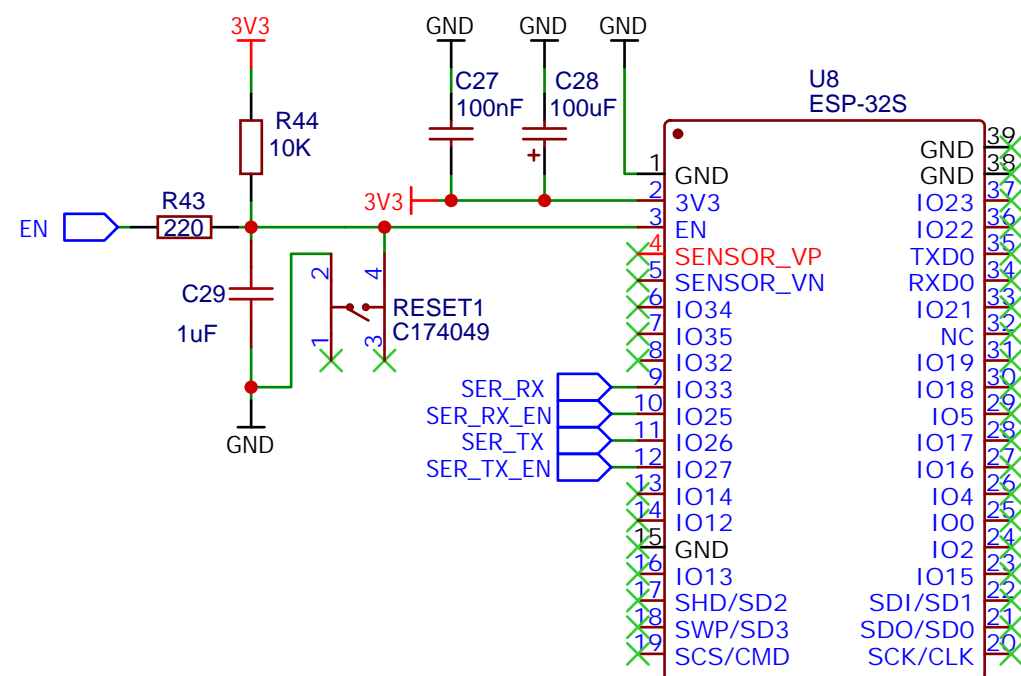 3V3
GND
GND
GND
C27
100nF
C28
100uF
U8
ESP-32S
R44
10K
3V3
R43
220
EN
C29
1uF
GND
2
4
1
3
RESET1
C174049
SER_RX
SER_RX_EN
SER_TX
SER_TX_EN
+
1 GND
2 3V3
3 EN
4 SENSOR_VP
5 SENSOR_VN
6 IO34
7 IO35
8 IO32
9 IO33
10 IO25
11 IO26
12 IO27
13 IO14
14 IO12
15 GND
16 IO13
17 SHD/SD2
18 SWP/SD3
19 SCS/CMD
GND 39
GND 38
IO23 37
IO22 36
TXD0 35
RXD0 34
IO21 33
NC 32
IO19 31
IO18 30
IO5 29
IO17 28
IO16 27
IO4 26
IO0 25
IO2 24
IO15 23
SDI/SD1 22
SDO/SD0 21
SCK/CLK 20